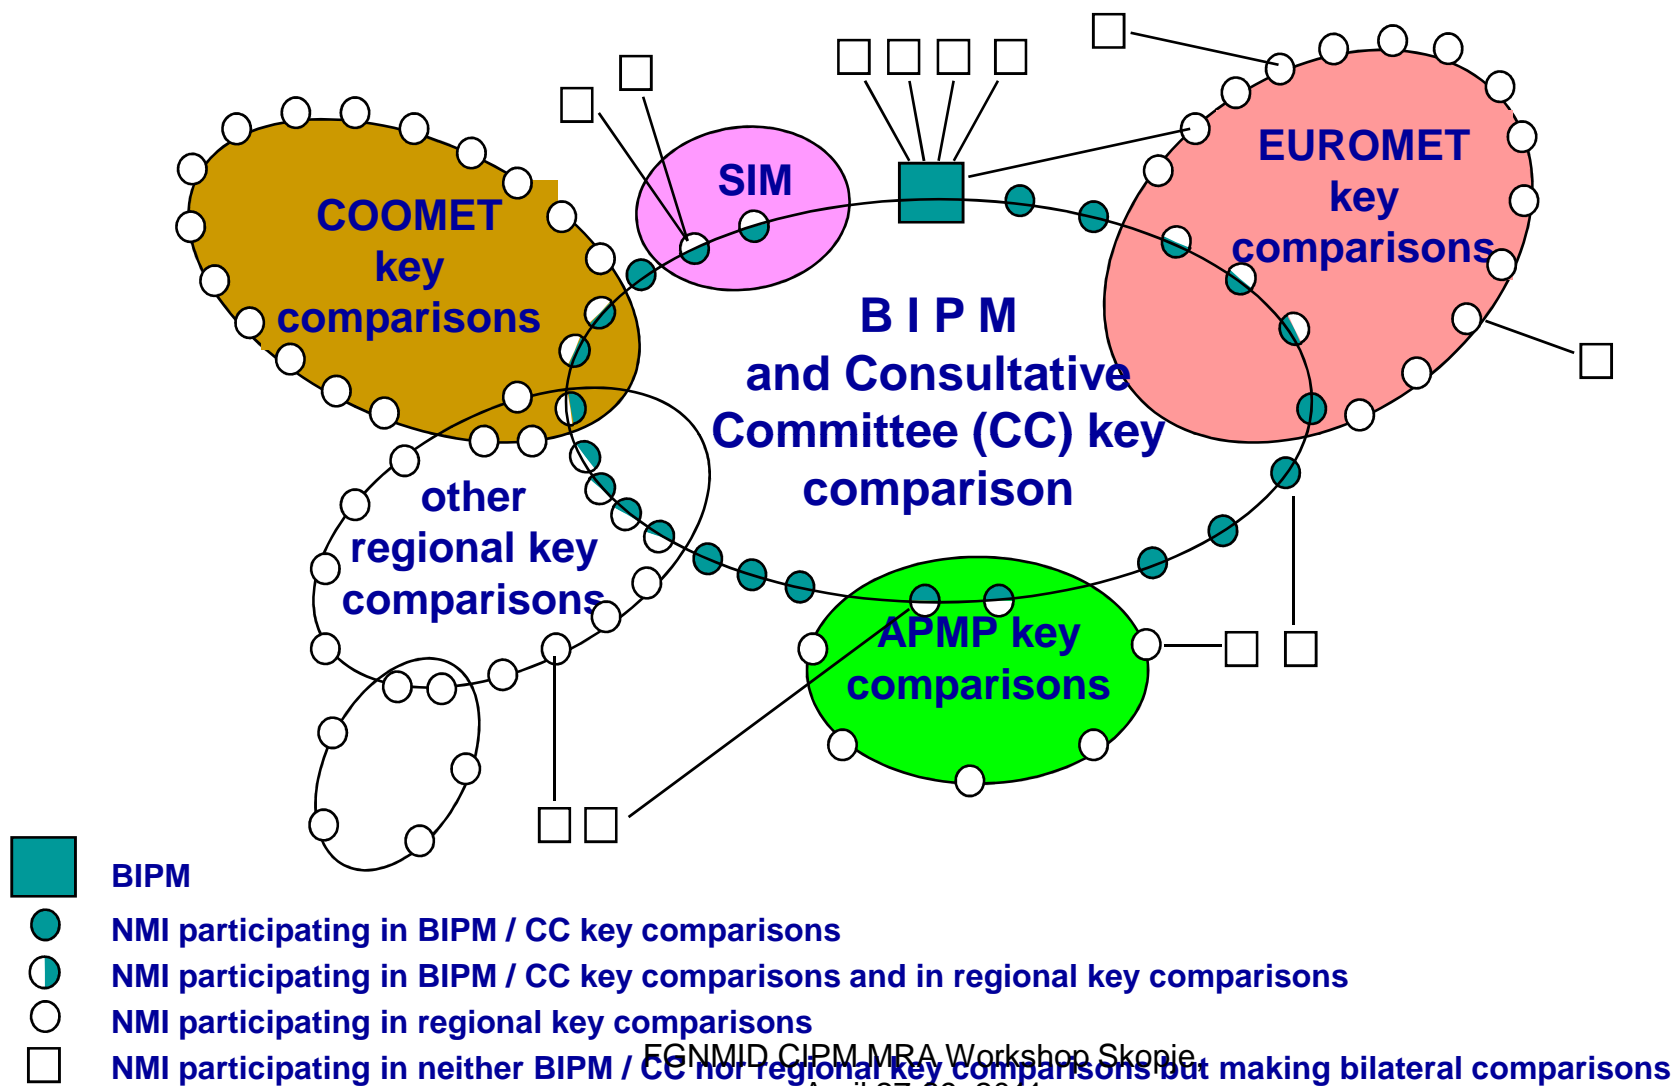 COOMET
key
comparisons
SIM
EUROMET
key
comparisons
B I P M
and Consultative
Committee (CC) key
comparison
other
regional key
comparisons
APMP key
comparisons
BIPM
NMI participating in BIPM / CC key comparisons
NMI participating in BIPM / CC key comparisons and in regional key comparisons
NMI participating in regional key comparisons
NMI participating in neither BIPM / CC nor regional key comparisons but making bilateral comparisons
CIPM MRA Workshop Skopje,